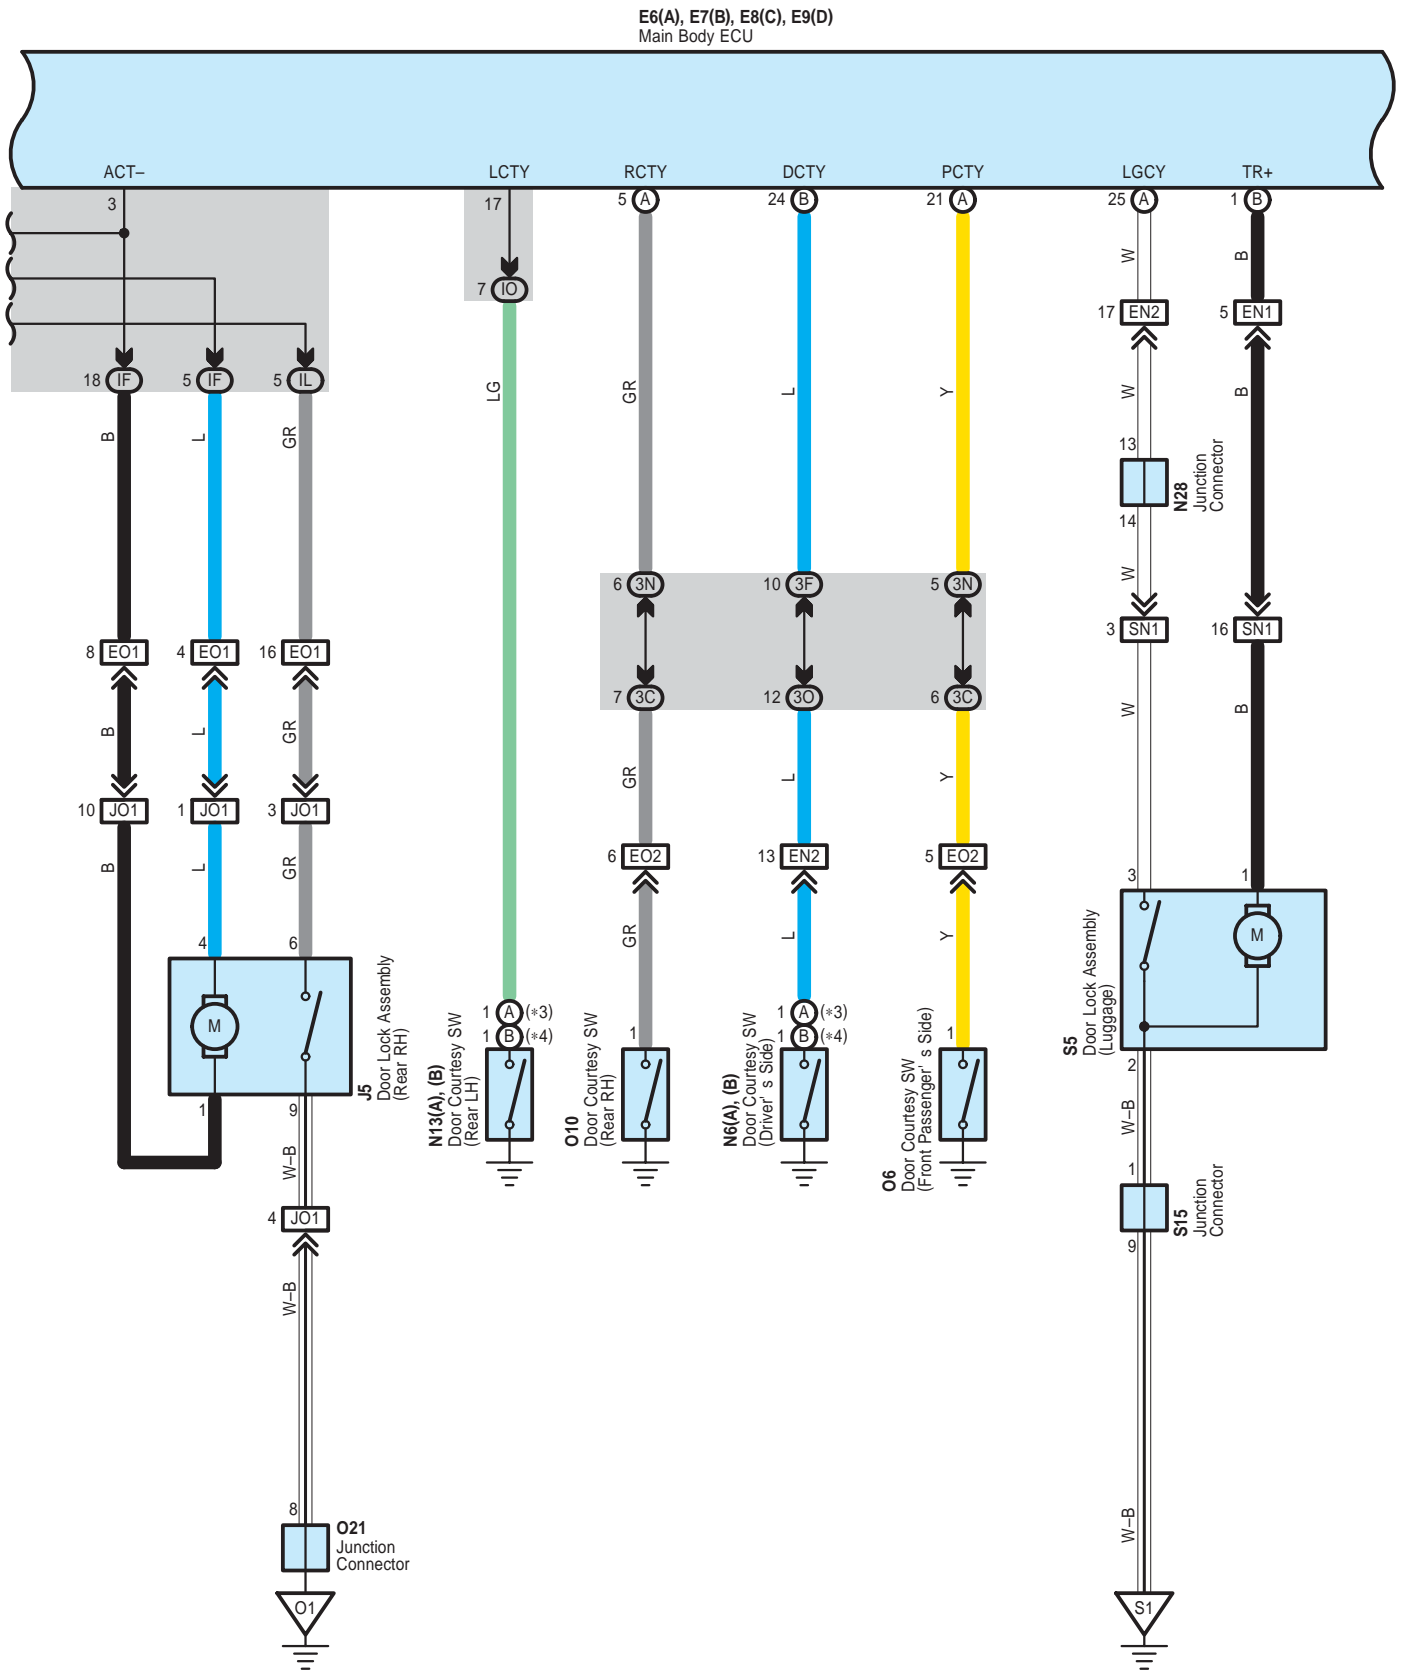 E6(A), E7(B), E8(C), E9(D)
Main Body ECU
ACT– LCTY RCTY DCTY PCTY LGCY TR+
3 17 5 A 24 B 21 A 25 A 1 B
W B
7 IO
17 EN2 5 EN1
18 IF 5 IF 5 IL
LG GR L Y W B
B L GR
13
N28
Junction
Connector
14
W
6 3N 10 3F 5 3N
3 SN1 16 SN1
8 EO1 4 EO1 16 EO1
7 3C 12 3O 6 3C
W B
B L GR
GR L Y
10 JO1 1 JO1 3 JO1
6 EO2 13 EN2 5 EO2
B L GR
3 1
GR L Y
4 6
M
S5
Door Lock Assembly
(Luggage)
M
J5
Door Lock Assembly
(Rear RH)
1 A (*3) 1 A (*3)
1 B (*4) 1 B (*4)
1 1
N13(A), (B)
Door Courtesy SW
(Rear LH)
O10
Door Courtesy SW
(Rear RH)
N6(A), (B)
Door Courtesy SW
(Driver' s Side)
O6
Door Courtesy SW
(Front Passenger' s Side)
2
1 9
W–B
W–B
1
S15
Junction
Connector
9
4 JO1
W–B
8
O21
Junction
Connector
W–B
O1
S1